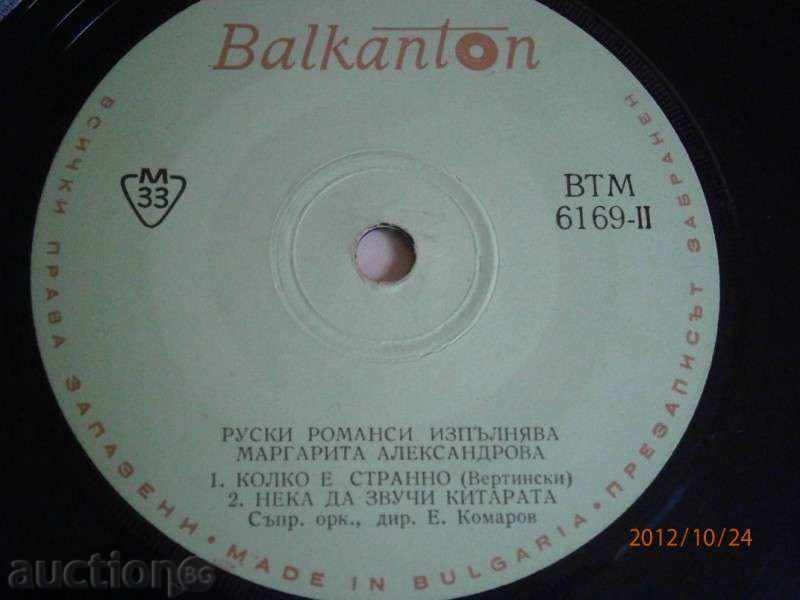 Balkanton
ВСИЧКИ ПРАВА ЗАПАЗЕНИ • MADE IN BULGARIA • ПРЕЗАПИСЪТ ЗАБРАНЕН
M
33
ВТМ
6169-II
РУСКИ РОМАНСИ ИЗПЪЛНЯВА
МАРГАРИТА АЛЕКСАНДРОВА
1. КОЛКО Е СТРАННО (Вертински)
2. НЕКА ДА ЗВУЧИ КИТАРАТА
Съпр. орк., дир. Е. Комаров
2012/10/24
auction BG